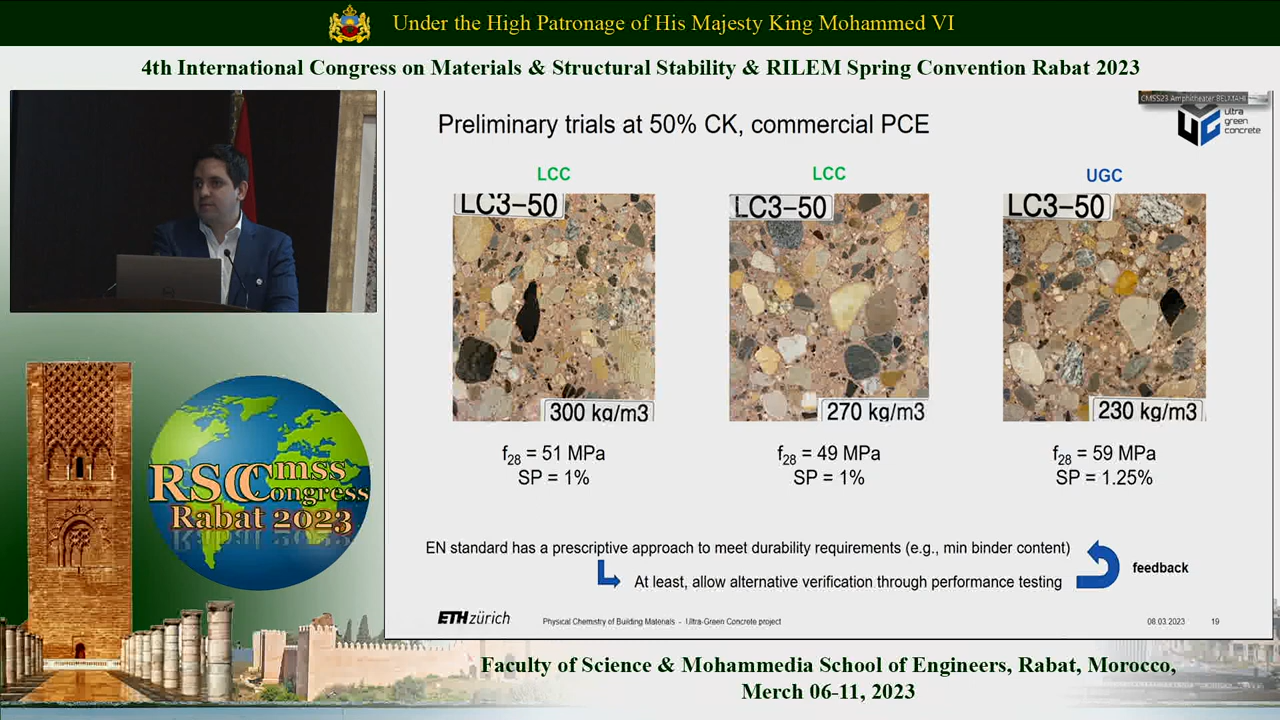 Under the High Patronage of His Majesty King Mohammed VI
4th International Congress on Materials & Structural Stability & RILEM Spring Convention Rabat 2023
CMSS23 Amphitheater BELMAHI
Preliminary trials at 50% CK, commercial PCE
ultra
green
concrete
LCC
LCC
UGC
LC3-50
LC3-50
LC3-50
300 kg/m3
270 kg/m3
230 kg/m3
f28 = 51 MPa
f28 = 49 MPa
f28 = 59 MPa
SP = 1%
SP = 1%
SP = 1.25%
EN standard has a prescriptive approach to meet durability requirements (e.g., min binder content)
At least, allow alternative verification through performance testing
feedback
ETH zürich
Physical Chemistry of Building Materials - Ultra-Green Concrete project
08.03.2023
19
RSCCmss
Congress
Rabat 2023
Faculty of Science & Mohammedia School of Engineers, Rabat, Morocco,
Merch 06-11, 2023